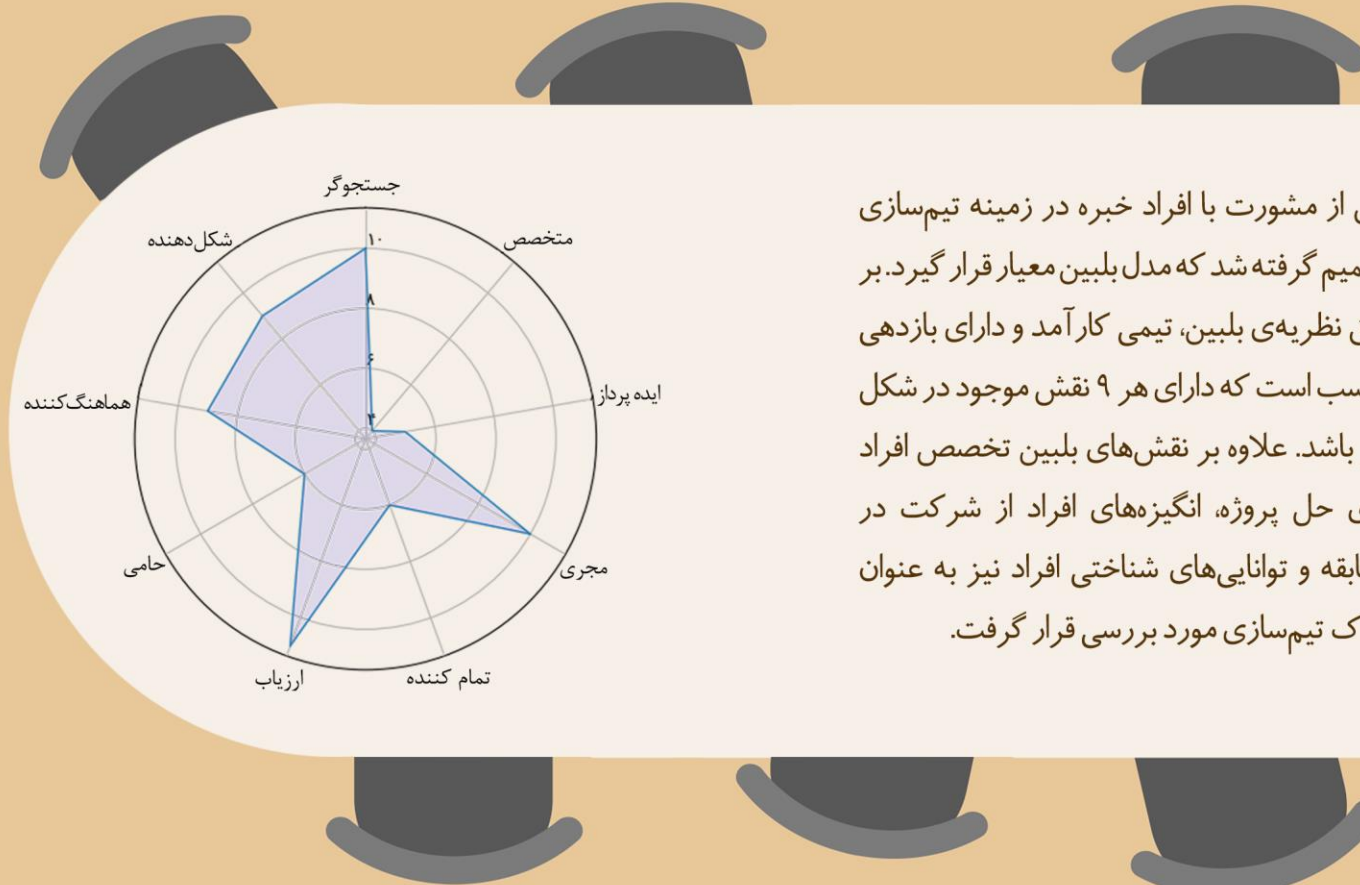 جستجوگر
متخصص
ایده پرداز
مجری
تمام کننده
ارزیاب
حامی
هماهنگ‌کننده
شکل‌دهنده
۱۰
۸
۶
۴
از مشورت با افراد خبره در زمینه تیم‌سازی
گرفته شد که مدل بلبین معیار قرار گیرد. بر
نظریه‌ی بلبین، تیمی کارآمد و دارای بازدهی
است که دارای هر ۹ نقش موجود در شکل
باشد. علاوه بر نقش‌های بلبین تخصص افراد
حل پروژه، انگیزه‌های افراد از شرکت در
و توانایی‌های شناختی افراد نیز به عنوان
تیم‌سازی مورد بررسی قرار گرفت.